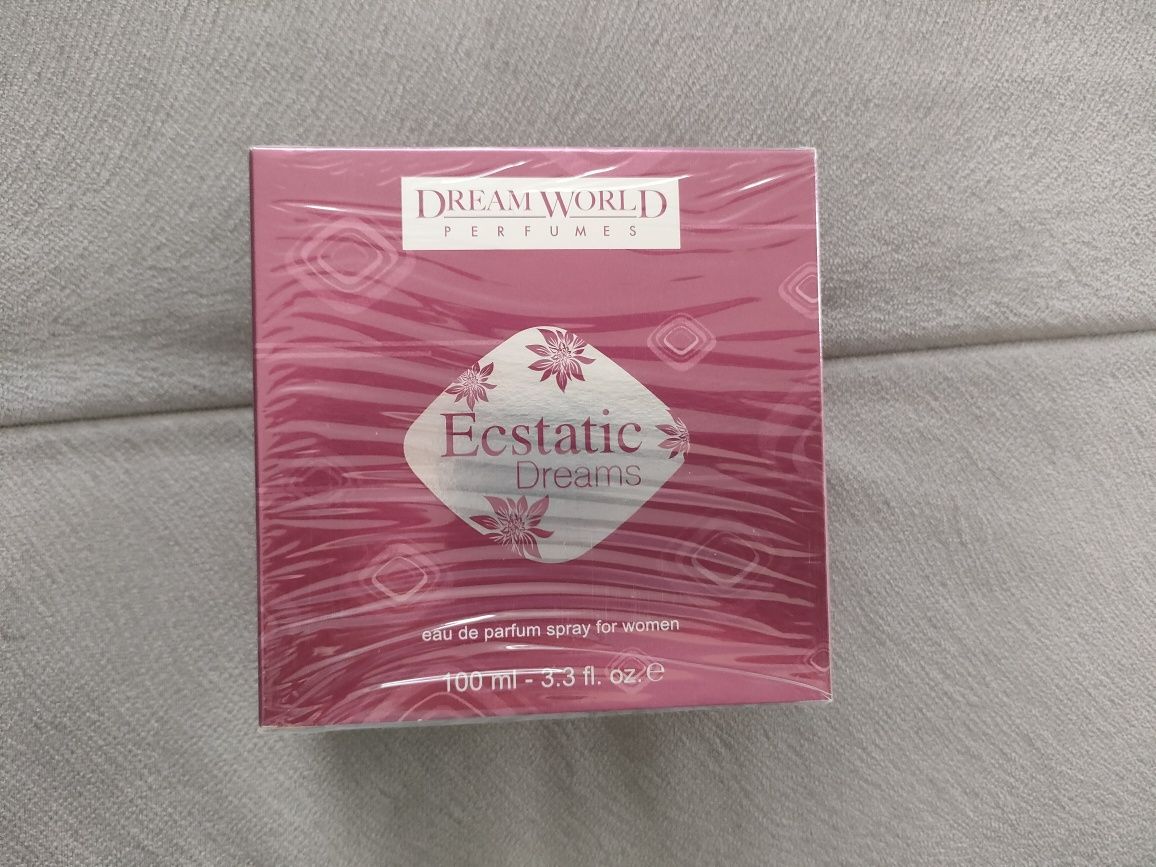 DREAM WORLD
PERFUMES
Ecstatic
Dreams
eau de parfum spray for women
100 ml - 3.3 fl. oz. ℮